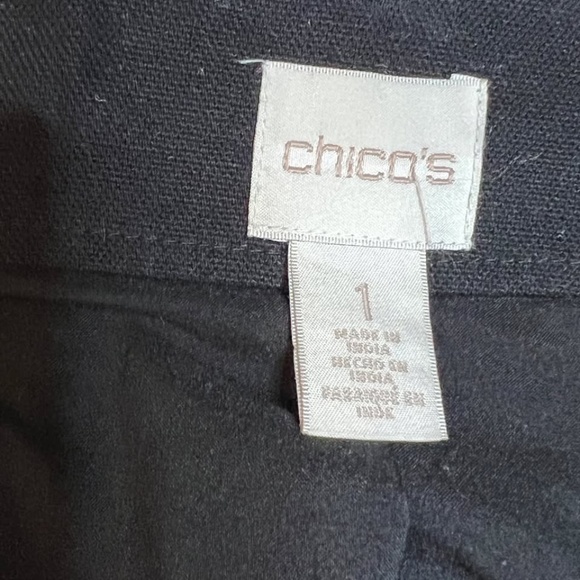 chico's
1
MADE IN
INDIA
HECHO EN
INDIA
FABRIQUÉ EN
INDE